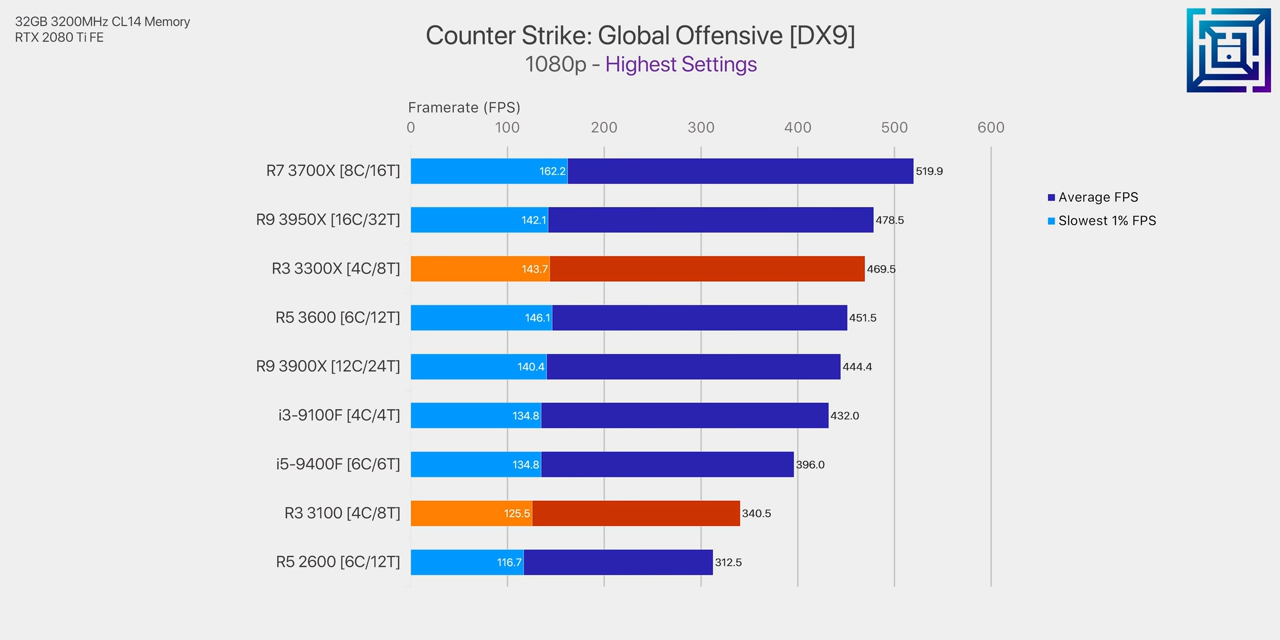 32GB 3200MHz CL14 Memory
RTX 2080 Ti FE
Counter Strike: Global Offensive [DX9]
1080p - Highest Settings
Framerate (FPS)
0 100 200 300 400 500 600
R7 3700X [8C/16T] 162.2 519.9
R9 3950X [16C/32T] 142.1 478.5
R3 3300X [4C/8T] 143.7 469.5
R5 3600 [6C/12T] 146.1 451.5
R9 3900X [12C/24T] 140.4 444.4
i3-9100F [4C/4T] 134.8 432.0
i5-9400F [6C/6T] 134.8 396.0
R3 3100 [4C/8T] 125.5 340.5
R5 2600 [6C/12T] 116.7 312.5
Average FPS
Slowest 1% FPS